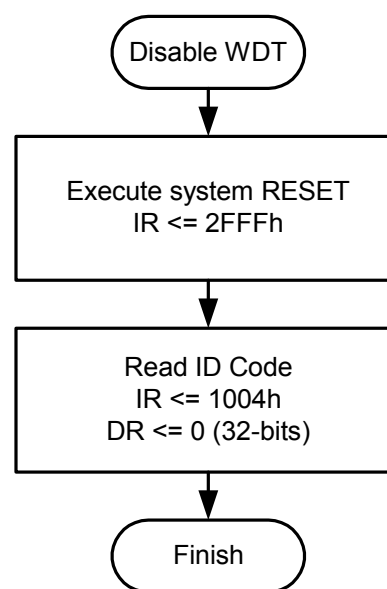 Disable WDT
Execute system RESET
IR <= 2FFFh
Read ID Code
IR <= 1004h
DR <= 0 (32-bits)
Finish